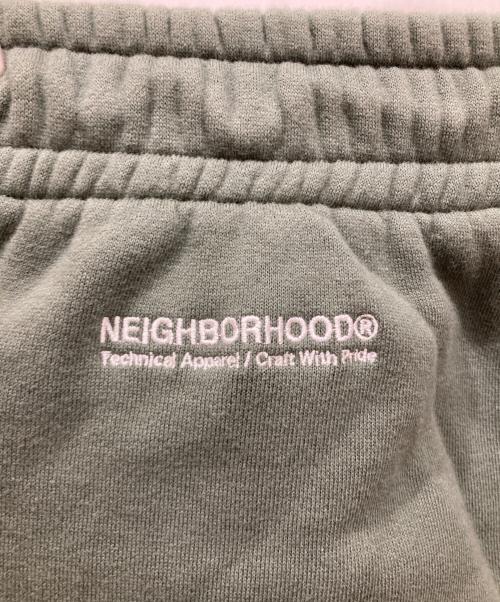 NEIGHBORHOOD®
Technical Apparel / Craft With Pride